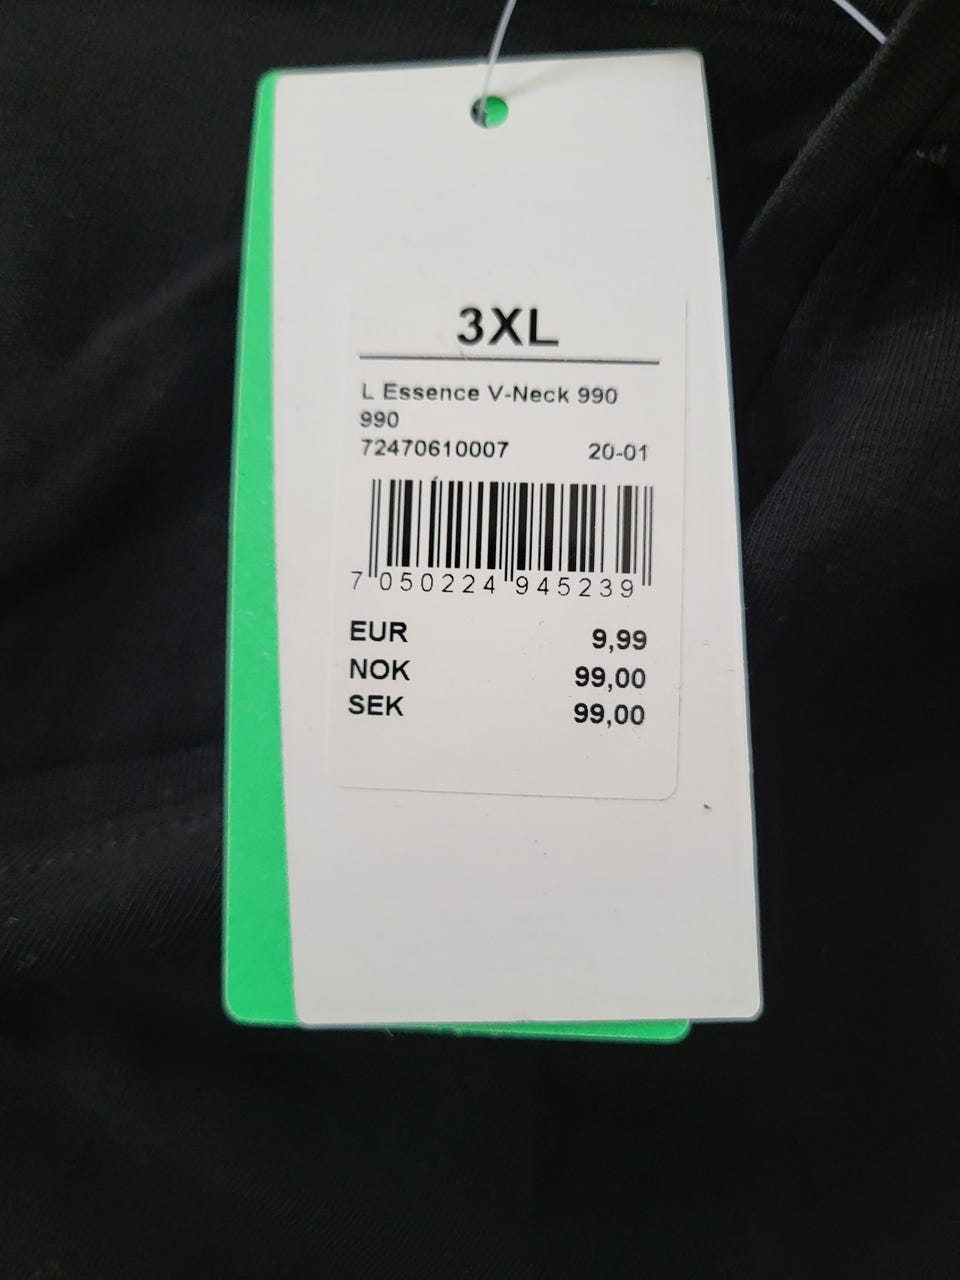 3XL
L Essence V-Neck 990
990
72470610007 20-01
7 050224 945239
EUR 9,99
NOK 99,00
SEK 99,00